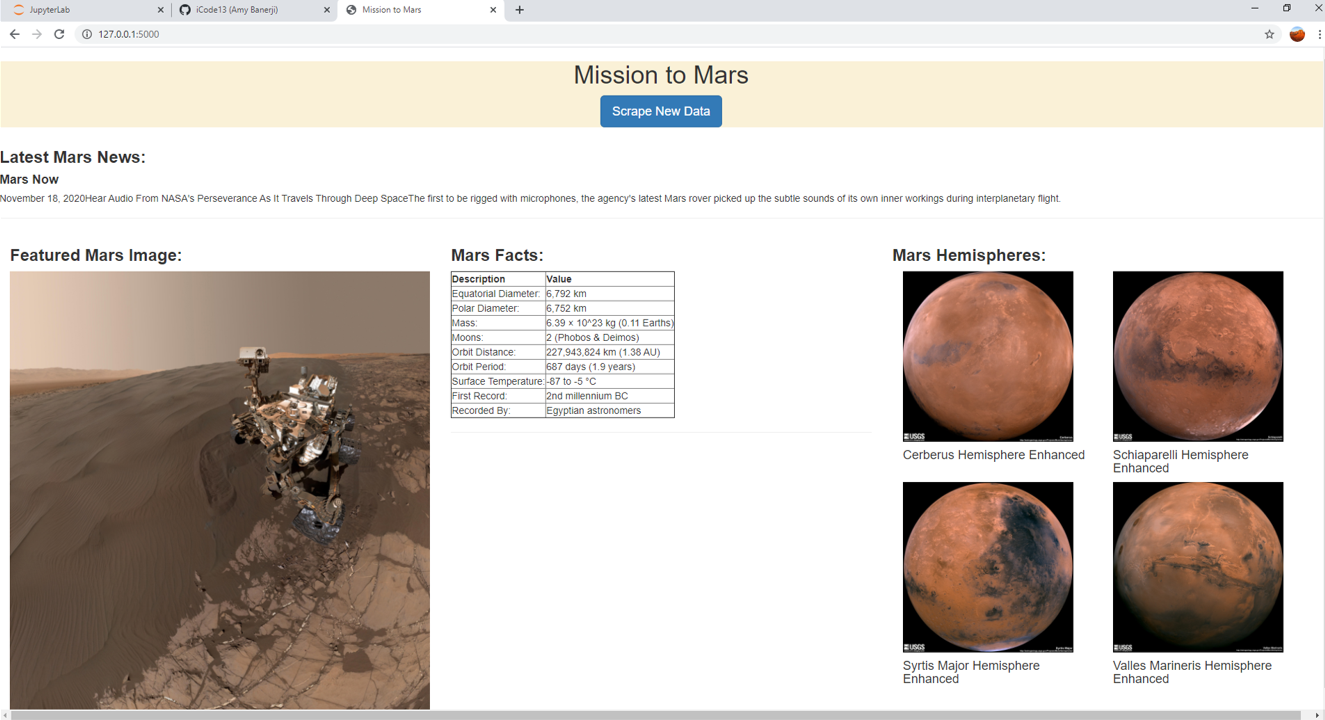 JupyterLab
iCode13 (Amy Banerji)
Mission to Mars
127.0.0.1:5000
Mission to Mars
Scrape New Data
Latest Mars News:
Mars Now
November 18, 2020Hear Audio From NASA's Perseverance As It Travels Through Deep SpaceThe first to be rigged with microphones, the agency's latest Mars rover picked up the subtle sounds of its own inner workings during interplanetary flight.
Featured Mars Image:
Mars Facts:
Description Value
Equatorial Diameter: 6,792 km
Polar Diameter: 6,752 km
Mass: 6.39 × 10^23 kg (0.11 Earths)
Moons: 2 (Phobos & Deimos)
Orbit Distance: 227,943,824 km (1.38 AU)
Orbit Period: 687 days (1.9 years)
Surface Temperature: -87 to -5 °C
First Record: 2nd millennium BC
Recorded By: Egyptian astronomers
Mars Hemispheres:
USGS
USGS
Cerberus Hemisphere Enhanced
Schiaparelli Hemisphere
Enhanced
USGS
USGS
Syrtis Major Hemisphere
Enhanced
Valles Marineris Hemisphere
Enhanced